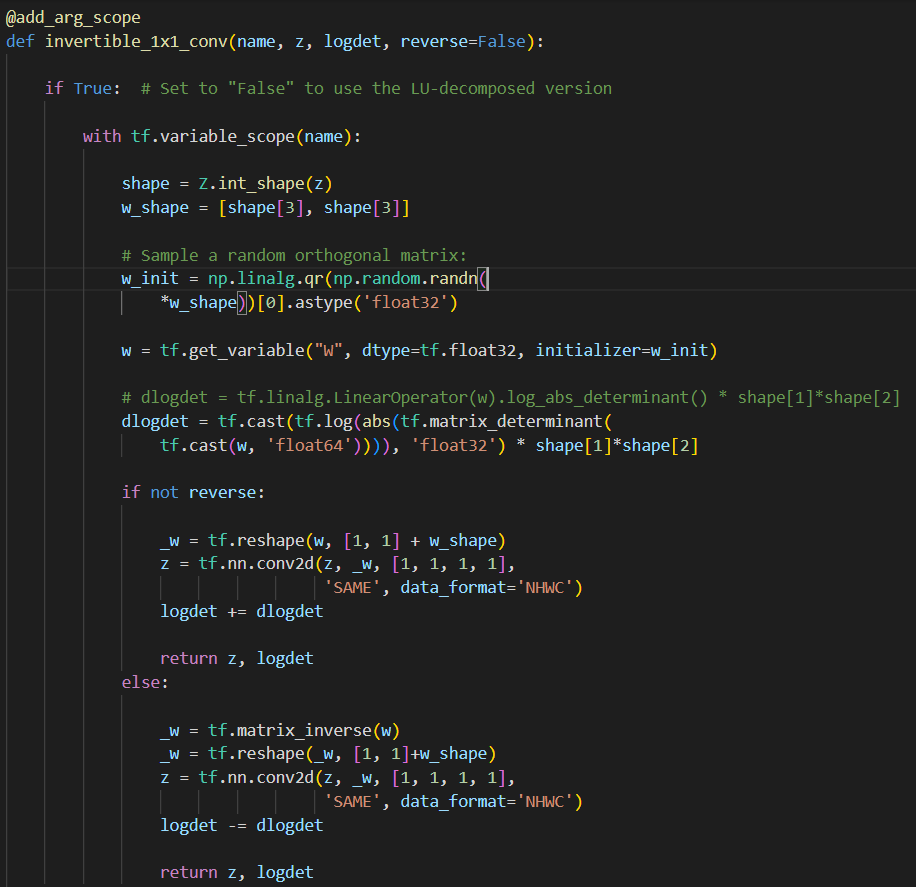 @add_arg_scope
def invertible_1x1_conv(name, z, logdet, reverse=False):
if True:  # Set to "False" to use the LU-decomposed version
with tf.variable_scope(name):
shape = Z.int_shape(z)
w_shape = [shape[3], shape[3]]
# Sample a random orthogonal matrix:
w_init = np.linalg.qr(np.random.randn(
*w_shape))[0].astype('float32')
w = tf.get_variable("W", dtype=tf.float32, initializer=w_init)
# dlogdet = tf.linalg.LinearOperator(w).log_abs_determinant() * shape[1]*shape[2]
dlogdet = tf.cast(tf.log(abs(tf.matrix_determinant(
tf.cast(w, 'float64')))), 'float32') * shape[1]*shape[2]
if not reverse:
_w = tf.reshape(w, [1, 1] + w_shape)
z = tf.nn.conv2d(z, _w, [1, 1, 1, 1],
'SAME', data_format='NHWC')
logdet += dlogdet
return z, logdet
else:
_w = tf.matrix_inverse(w)
_w = tf.reshape(_w, [1, 1]+w_shape)
z = tf.nn.conv2d(z, _w, [1, 1, 1, 1],
'SAME', data_format='NHWC')
logdet -= dlogdet
return z, logdet